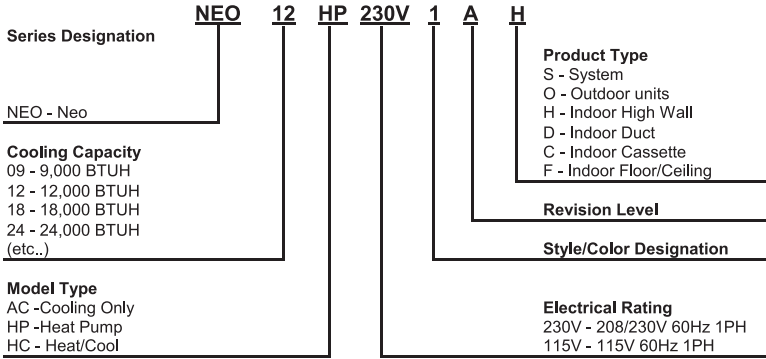 NEO 12 HP 230V 1 A H
Series Designation
NEO - Neo
Cooling Capacity
09 - 9,000 BTUH
12 - 12,000 BTUH
18 - 18,000 BTUH
24 - 24,000 BTUH
(etc..)
Model Type
AC -Cooling Only
HP -Heat Pump
HC - Heat/Cool
Product Type
S - System
O - Outdoor units
H - Indoor High Wall
D - Indoor Duct
C - Indoor Cassette
F - Indoor Floor/Ceiling
Revision Level
Style/Color Designation
Electrical Rating
230V - 208/230V 60Hz 1PH
115V - 115V 60Hz 1PH